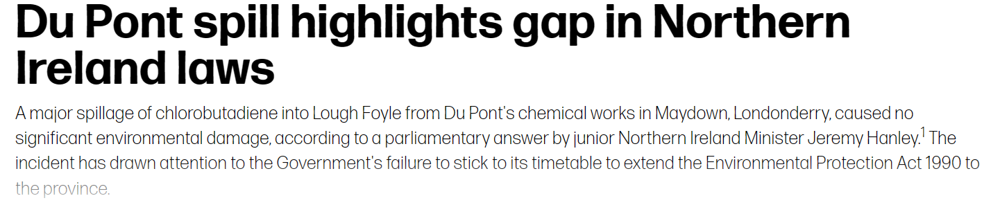 Du Pont spill highlights gap in Northern
Ireland laws
A major spillage of chlorobutadiene into Lough Foyle from Du Pont's chemical works in Maydown, Londonderry, caused no
significant environmental damage, according to a parliamentary answer by junior Northern Ireland Minister Jeremy Hanley.1 The
incident has drawn attention to the Government's failure to stick to its timetable to extend the Environmental Protection Act 1990 to
the province.